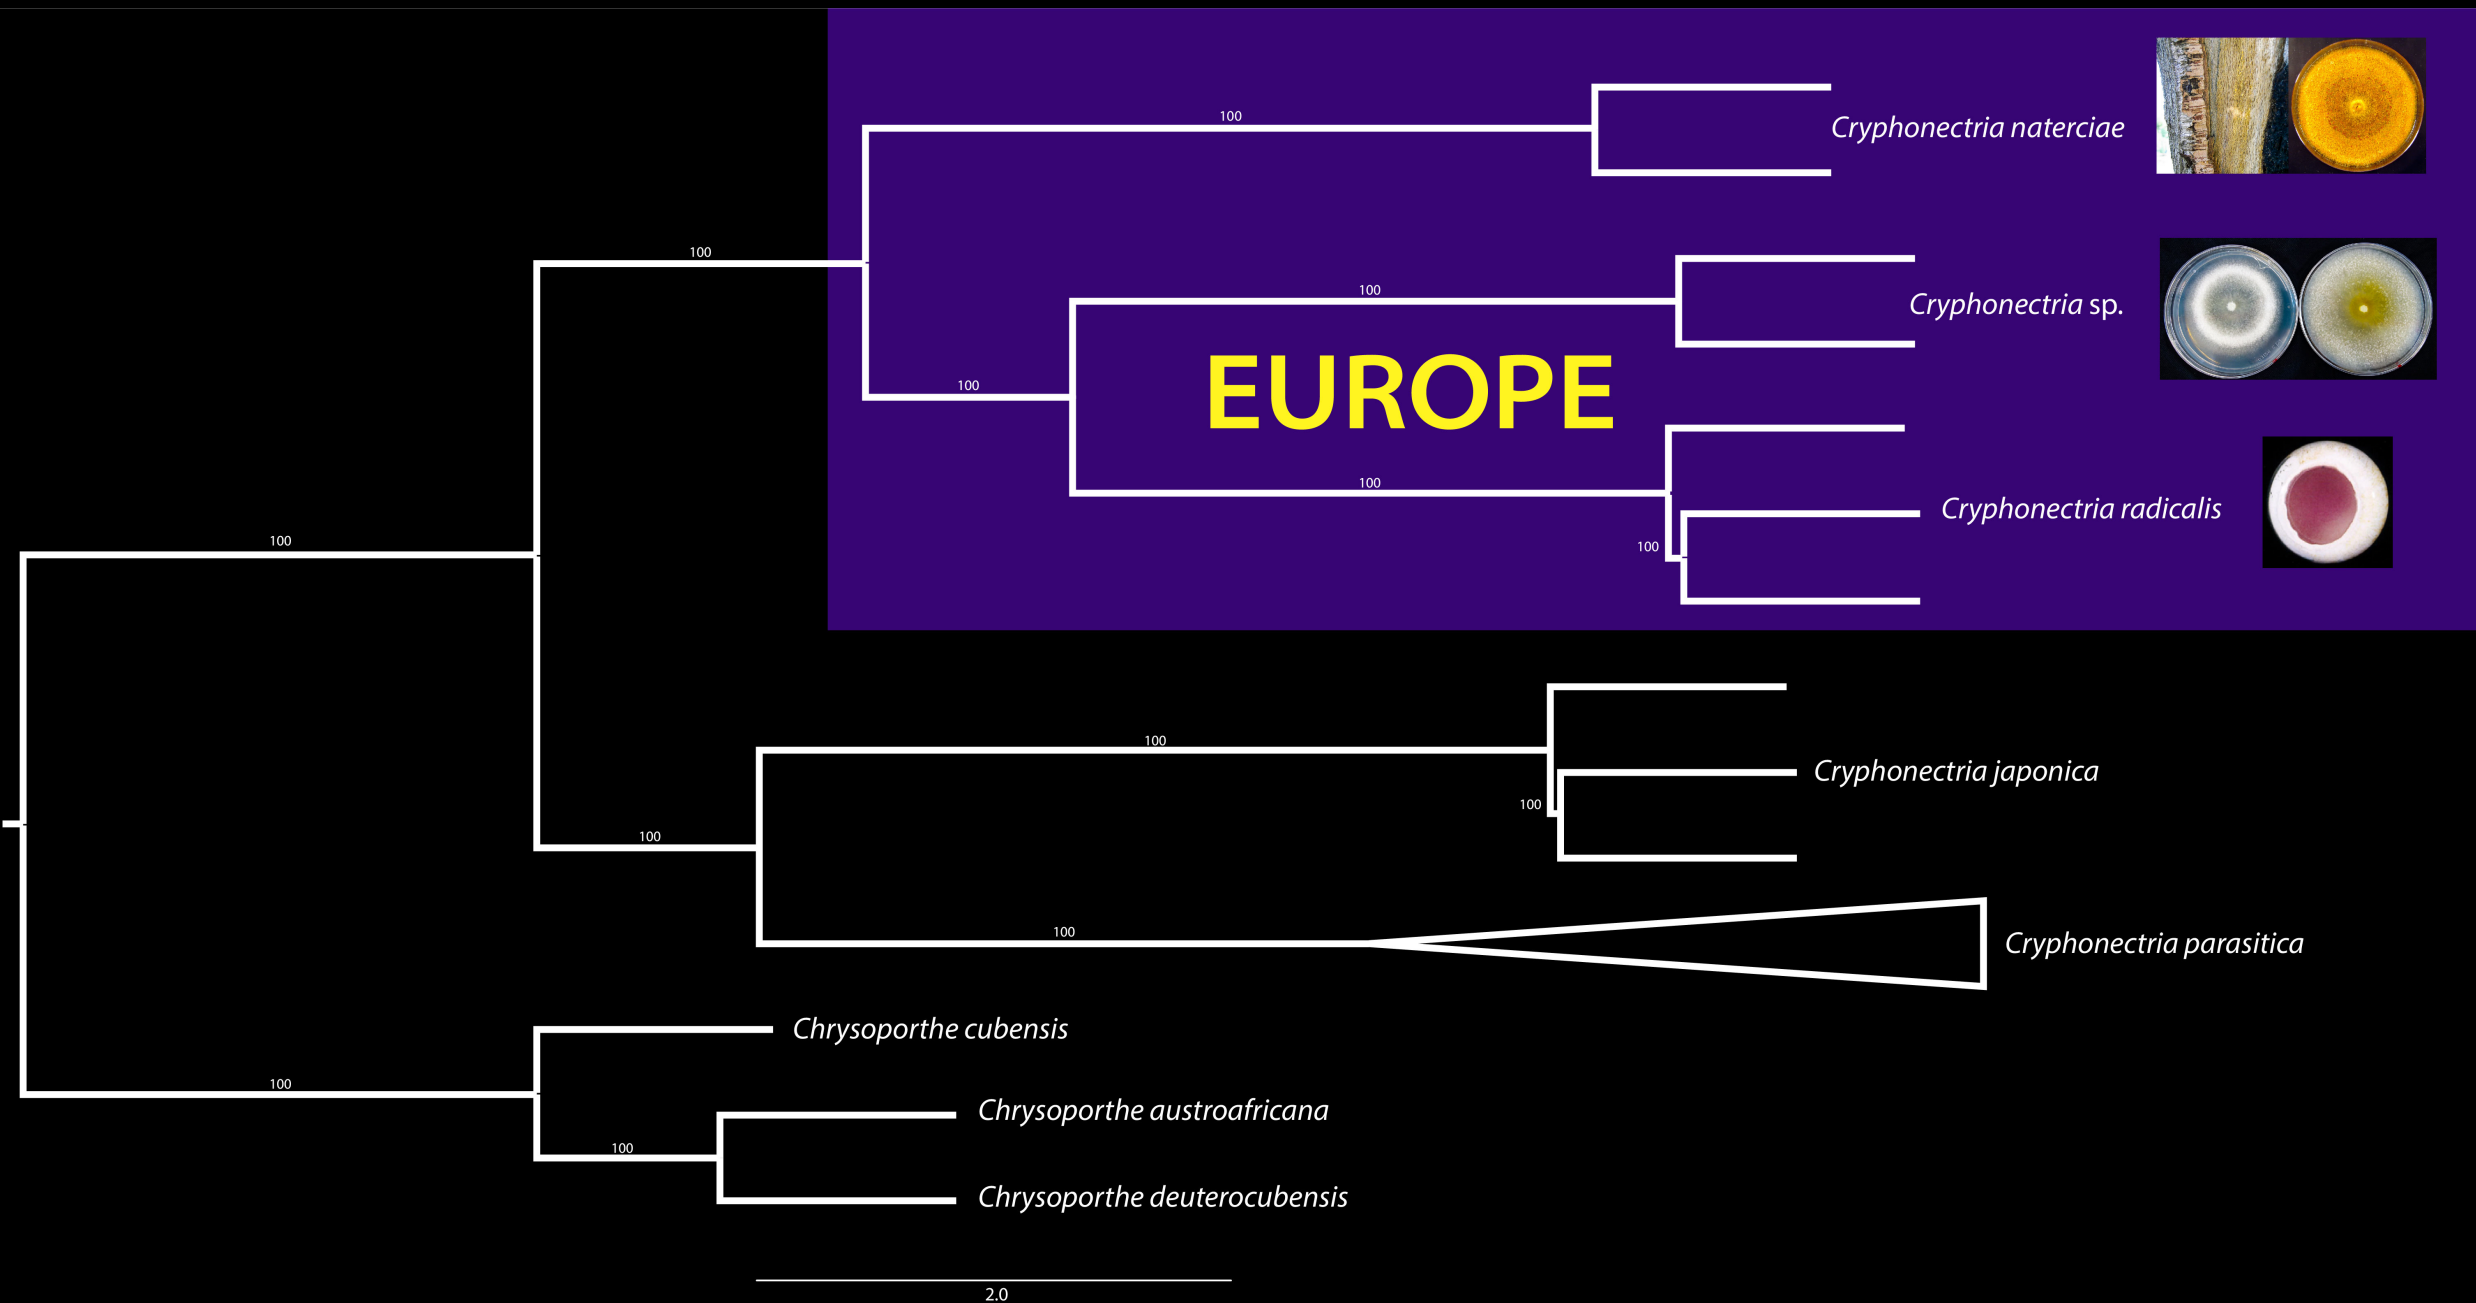 100
Cryphonectria naterciae
100
100
Cryphonectria sp.
EUROPE
100
100
Cryphonectria radicalis
100
100
100
Cryphonectria japonica
100
100
100
Cryphonectria parasitica
Chrysoporthe cubensis
100
Chrysoporthe austroafricana
100
Chrysoporthe deuterocubensis
2.0